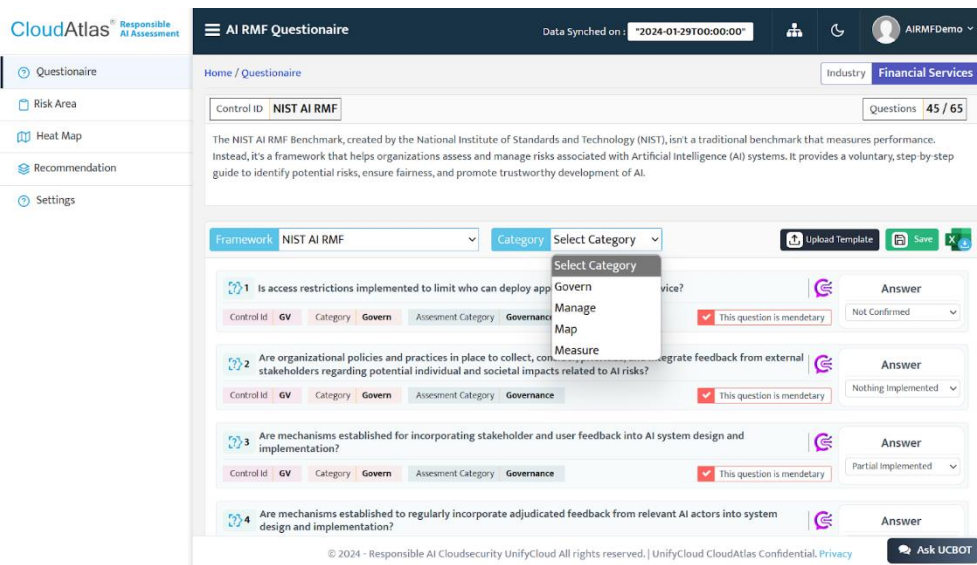 CloudAtlas® Responsible AI Assessment
AI RMF Questionaire
Data Synched on : "2024-01-29T00:00:00"
AIRMFDemo
Questionaire
Risk Area
Heat Map
Recommendation
Settings
Home / Questionaire
Industry Financial Services
Control ID NIST AI RMF
Questions 45 / 65
The NIST AI RMF Benchmark, created by the National Institute of Standards and Technology (NIST), isn't a traditional benchmark that measures performance.
Instead, it's a framework that helps organizations assess and manage risks associated with Artificial Intelligence (AI) systems. It provides a voluntary, step-by-step
guide to identify potential risks, ensure fairness, and promote trustworthy development of AI.
Framework NIST AI RMF
Category Select Category
Upload Template
Save
Select Category
Govern
Manage
Map
Measure
1 Is access restrictions implemented to limit who can deploy app vice?
Control Id GV Category Govern Assesment Category Governance
This question is mendetary
Answer
Not Confirmed
2 Are organizational policies and practices in place to collect, egrate feedback from external
stakeholders regarding potential individual and societal impacts related to AI risks?
Control Id GV Category Govern Assesment Category Governance
This question is mendetary
Answer
Nothing Implemented
3 Are mechanisms established for incorporating stakeholder and user feedback into AI system design and
implementation?
Control Id GV Category Govern Assesment Category Governance
This question is mendetary
Answer
Partial Implemented
4 Are mechanisms established to regularly incorporate adjudicated feedback from relevant AI actors into system
design and implementation?
Answer
© 2024 - Responsible AI Cloudsecurity UnifyCloud All rights reserved. | UnifyCloud CloudAtlas Confidential. Privacy
Ask UCBOT